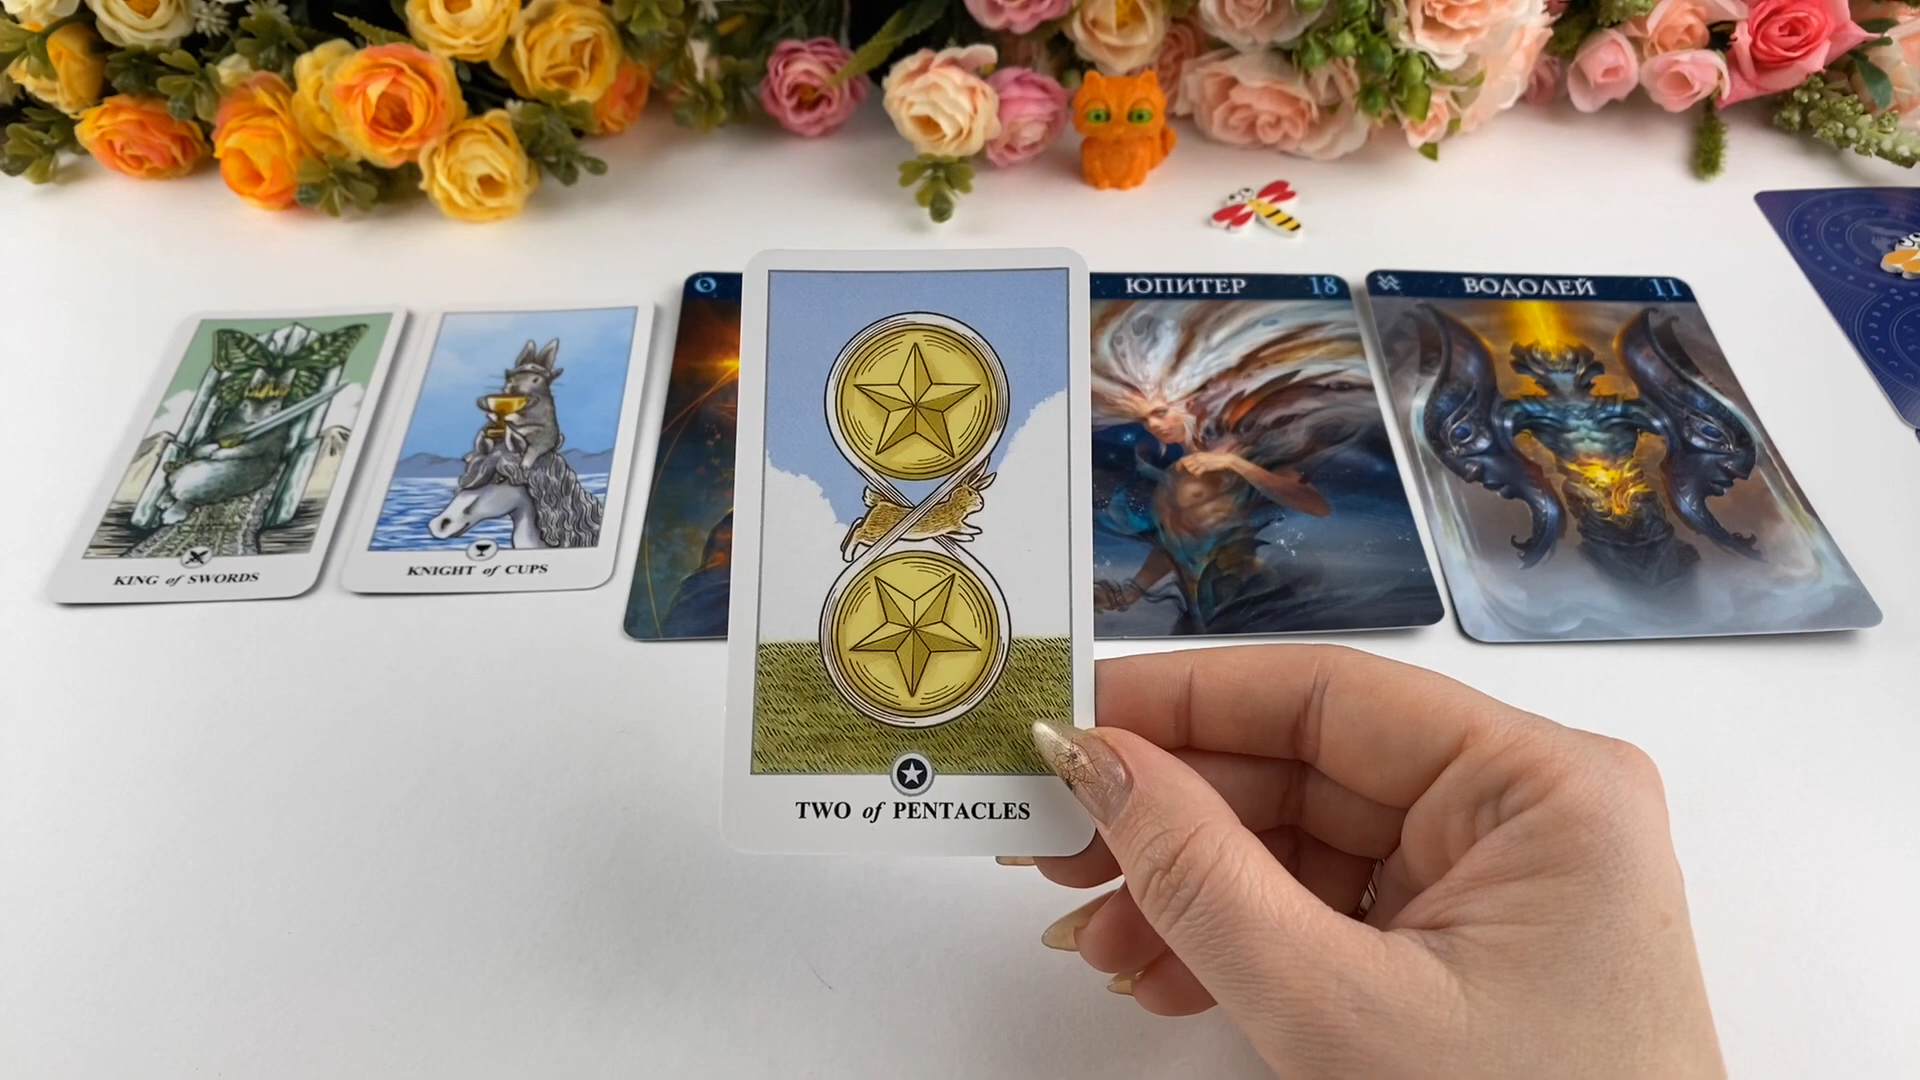 ЮПИТЕР 18
ВОДОЛЕЙ 11
KING of SWORDS
KNIGHT of CUPS
TWO of PENTACLES